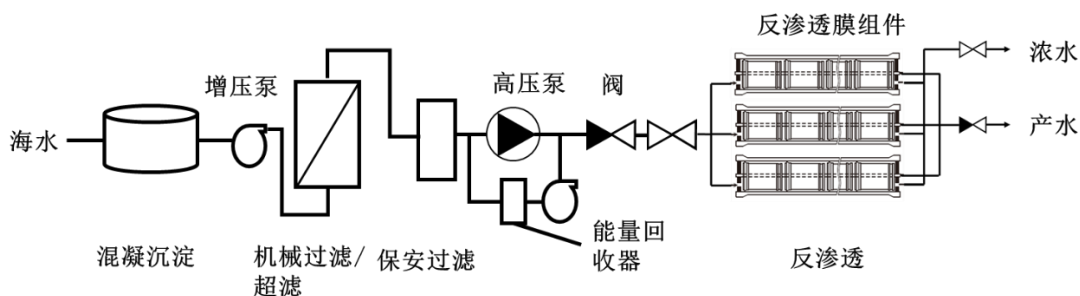 反渗透膜组件
浓水
增压泵
高压泵
阀
海水
产水
能量回
收器
混凝沉淀
机械过滤/
超滤
保安过滤
反渗透